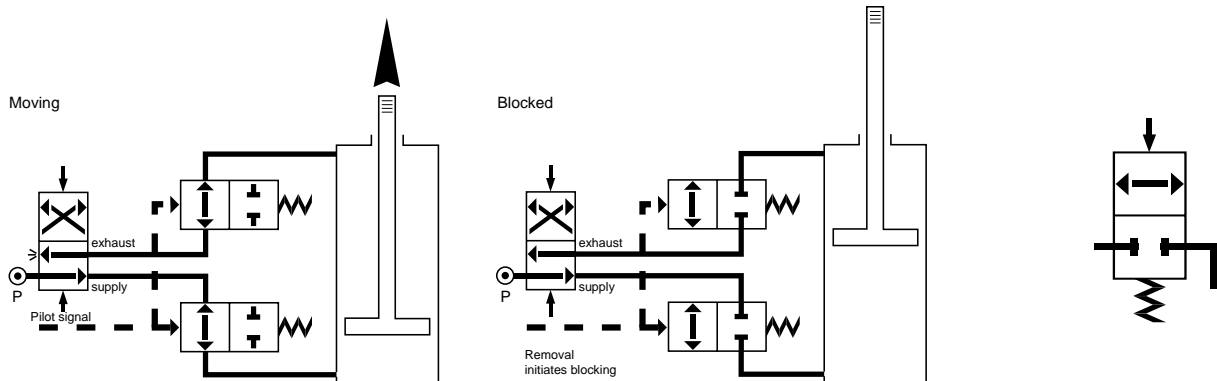 Moving
exhaust
P
supply
Pilot signal
Blocked
exhaust
P
supply
Removal
initiates blocking